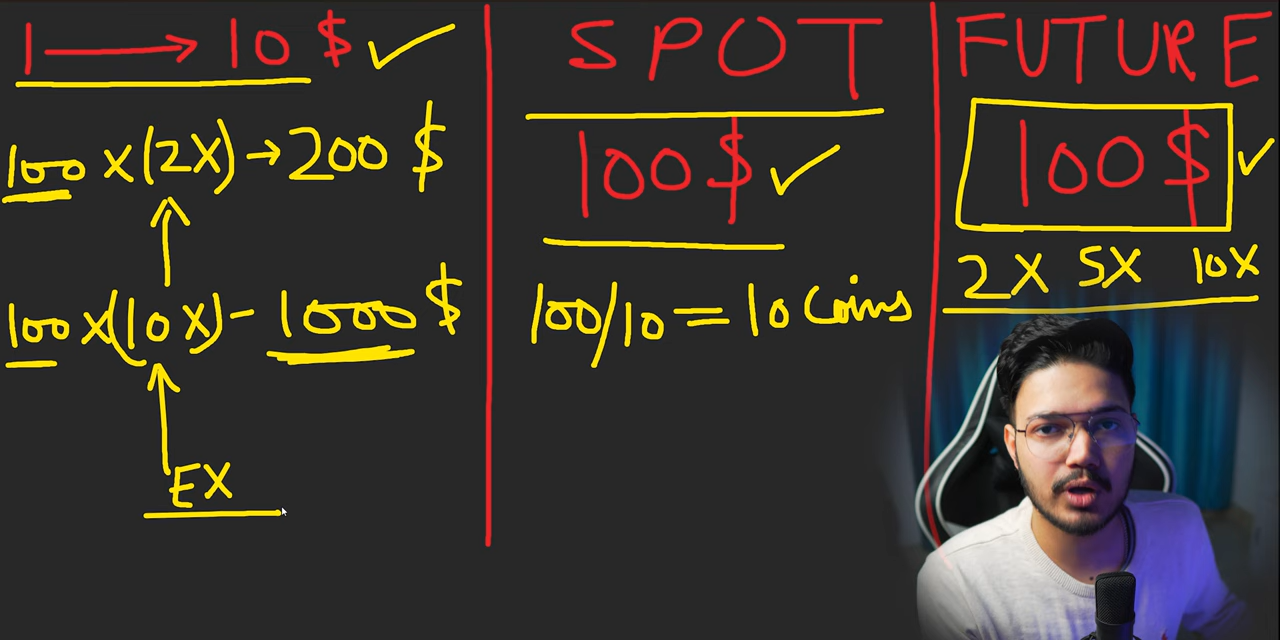 1 → 10 $ ✓
100 X (2X) → 200 $
100 X (10X) - 1000 $
EX
SPOT
100 $ ✓
100/10 = 10 Coins
FUTURE
100 $ ✓
2X 5X 10X